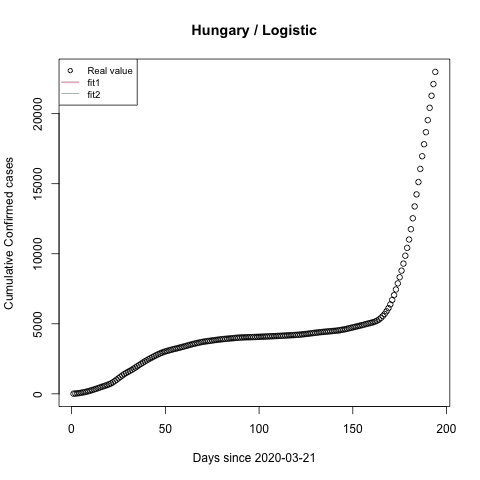 Hungary / Logistic
Real value
fit1
fit2
Cumulative Confirmed cases
20000
15000
10000
5000
0
0 50 100 150 200
Days since 2020-03-21